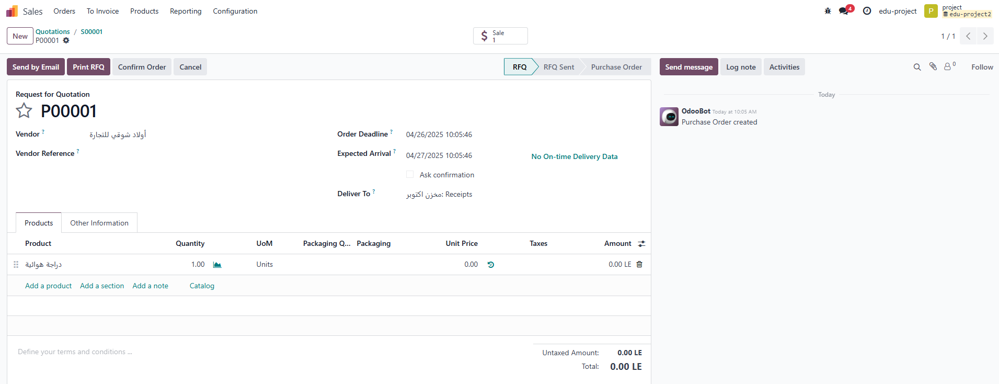 Sales Orders To Invoice Products Reporting Configuration 4 edu-project P project
edu-project2
New Quotations / S00001
P00001
Sale
1
1 / 1
Send by Email Print RFQ Confirm Order Cancel RFQ RFQ Sent Purchase Order Send message Log note Activities 0 Follow
Request for Quotation
P00001
Today
OdooBot Today at 10:05 AM
Purchase Order created
Vendor ? أولاد شوقي للتجارة
Order Deadline ? 04/26/2025 10:05:46
Vendor Reference ?
Expected Arrival ? 04/27/2025 10:05:46 No On-time Delivery Data
Ask confirmation
Deliver To ? مخزن اكتوبر: Receipts
Products Other Information
Product Quantity UoM Packaging Q... Packaging Unit Price Taxes Amount
دراجة هوائية 1.00 Units 0.00 0.00 LE
Add a product Add a section Add a note Catalog
Define your terms and conditions ...
Untaxed Amount: 0.00 LE
Total: 0.00 LE